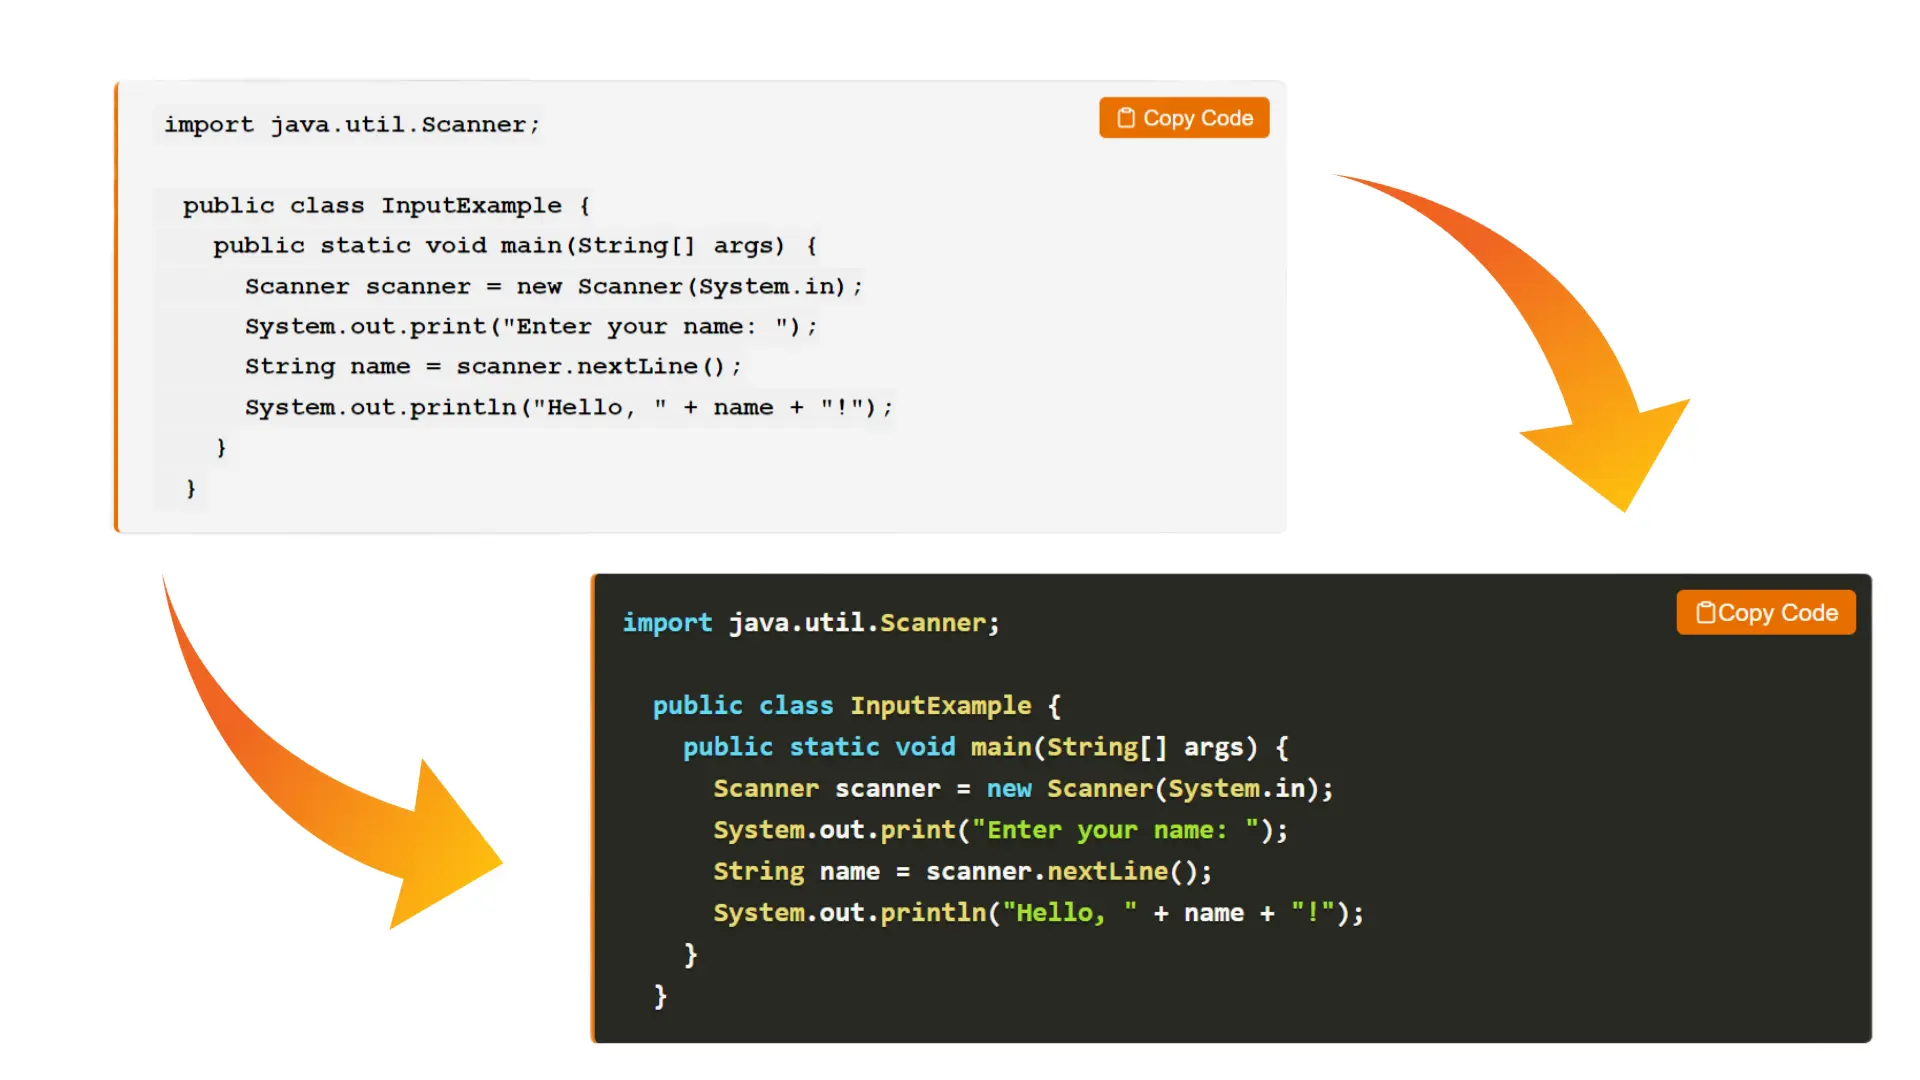 import java.util.Scanner;
Copy Code
public class InputExample {
public static void main(String[] args) {
Scanner scanner = new Scanner(System.in);
System.out.print("Enter your name: ");
String name = scanner.nextLine();
System.out.println("Hello, " + name + "!");
}
}
import java.util.Scanner;
Copy Code
public class InputExample {
public static void main(String[] args) {
Scanner scanner = new Scanner(System.in);
System.out.print("Enter your name: ");
String name = scanner.nextLine();
System.out.println("Hello, " + name + "!");
}
}